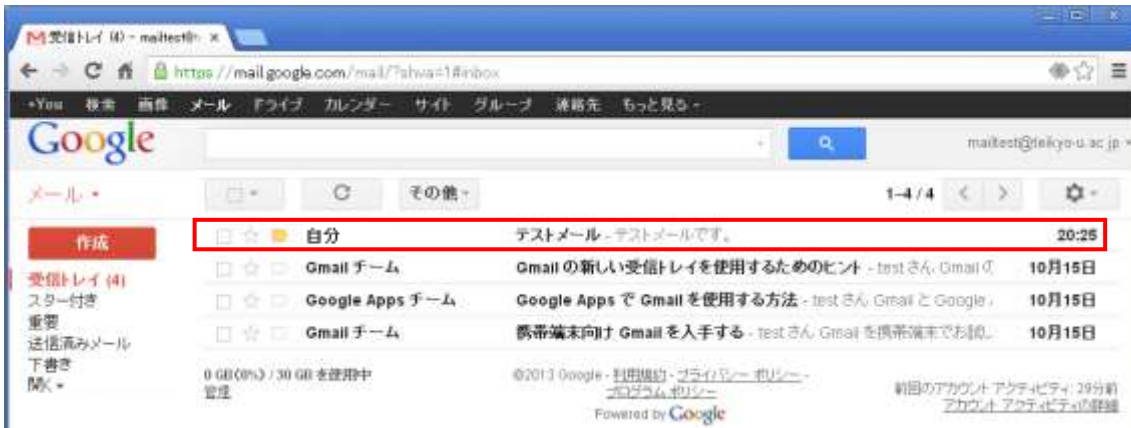 受信トレイ (4) - mailtest@
https://mail.google.com/mail/?shva=1#inbox
+You 検索 画像 メール ドライブ カレンダー サイト グループ 連絡先 もっと見る
Google
mailtest@teikyo-u.ac.jp
メール
その他
1–4 / 4
作成
自分 テストメール - テストメールです。 20:25
受信トレイ (4)
Gmail チーム Gmail の新しい受信トレイを使用するためのヒント - test さん Gmail の 10月15日
スター付き
Google Apps チーム Google Apps で Gmail を使用する方法 - test さん Gmail と Google 10月15日
重要
Gmail チーム 携帯端末向け Gmail を入手する - test さん Gmail を携帯端末でお試し 10月15日
送信済みメール
下書き
開く
0 GB(0%) / 30 GB を使用中
管理
©2013 Google - 利用規約 - プライバシー ポリシー -
プログラム ポリシー
Powered by Google
前回のアカウント アクティビティ: 29分前
アカウント アクティビティの詳細